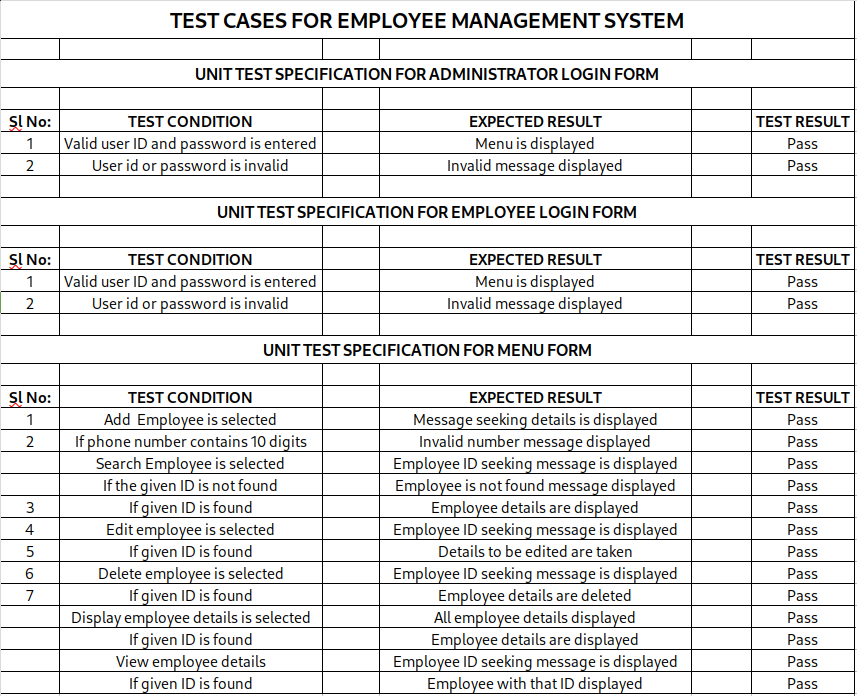 TEST CASES FOR EMPLOYEE MANAGEMENT SYSTEM
UNIT TEST SPECIFICATION FOR ADMINISTRATOR LOGIN FORM
Sl No: TEST CONDITION EXPECTED RESULT TEST RESULT
1 Valid user ID and password is entered Menu is displayed Pass
2 User id or password is invalid Invalid message displayed Pass
UNIT TEST SPECIFICATION FOR EMPLOYEE LOGIN FORM
Sl No: TEST CONDITION EXPECTED RESULT TEST RESULT
1 Valid user ID and password is entered Menu is displayed Pass
2 User id or password is invalid Invalid message displayed Pass
UNIT TEST SPECIFICATION FOR MENU FORM
Sl No: TEST CONDITION EXPECTED RESULT TEST RESULT
1 Add Employee is selected Message seeking details is displayed Pass
2 If phone number contains 10 digits Invalid number message displayed Pass
Search Employee is selected Employee ID seeking message is displayed Pass
If the given ID is not found Employee is not found message displayed Pass
3 If given ID is found Employee details are displayed Pass
4 Edit employee is selected Employee ID seeking message is displayed Pass
5 If given ID is found Details to be edited are taken Pass
6 Delete employee is selected Employee ID seeking message is displayed Pass
7 If given ID is found Employee details are deleted Pass
Display employee details is selected All employee details displayed Pass
If given ID is found Employee details are displayed Pass
View employee details Employee ID seeking message is displayed Pass
If given ID is found Employee with that ID displayed Pass